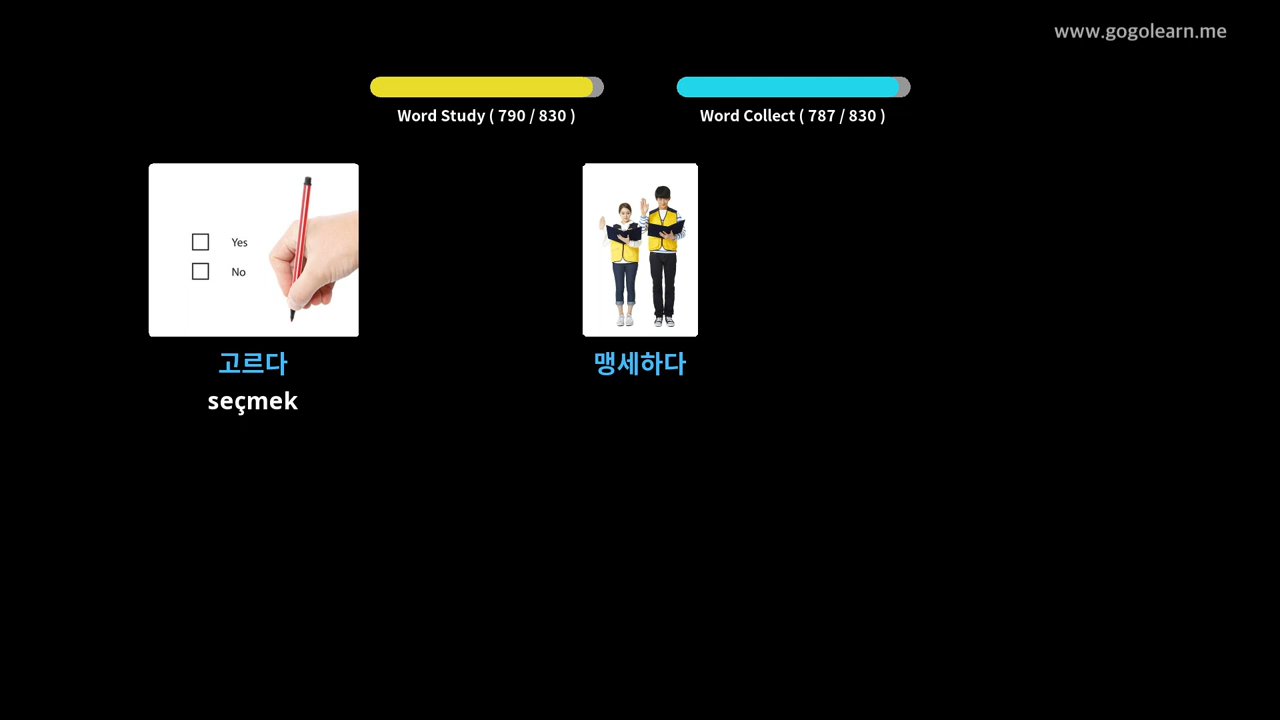 www.gogolearn.me
Word Study ( 790 / 830 )
Word Collect ( 787 / 830 )
Yes
No
고르다
맹세하다
seçmek